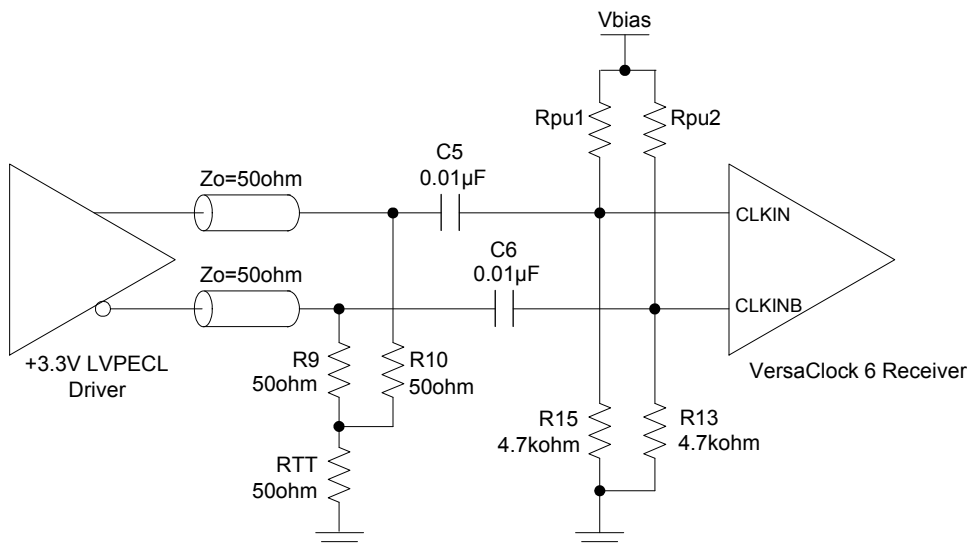 Vbias
Rpu1
Rpu2
C5
0.01µF
Zo=50ohm
CLKIN
C6
0.01µF
Zo=50ohm
CLKINB
+3.3V LVPECL
Driver
R9
50ohm
R10
50ohm
VersaClock 6 Receiver
R15
4.7kohm
R13
4.7kohm
RTT
50ohm